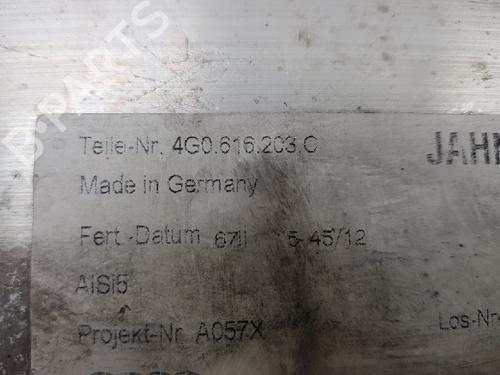 Teile-Nr. 4G0.616.203.C
JAHN
Made in Germany
Fert.-Datum 67II 5 45/12
AlSi5
Projekt-Nr A057X
Los-Nr
B-PARTS